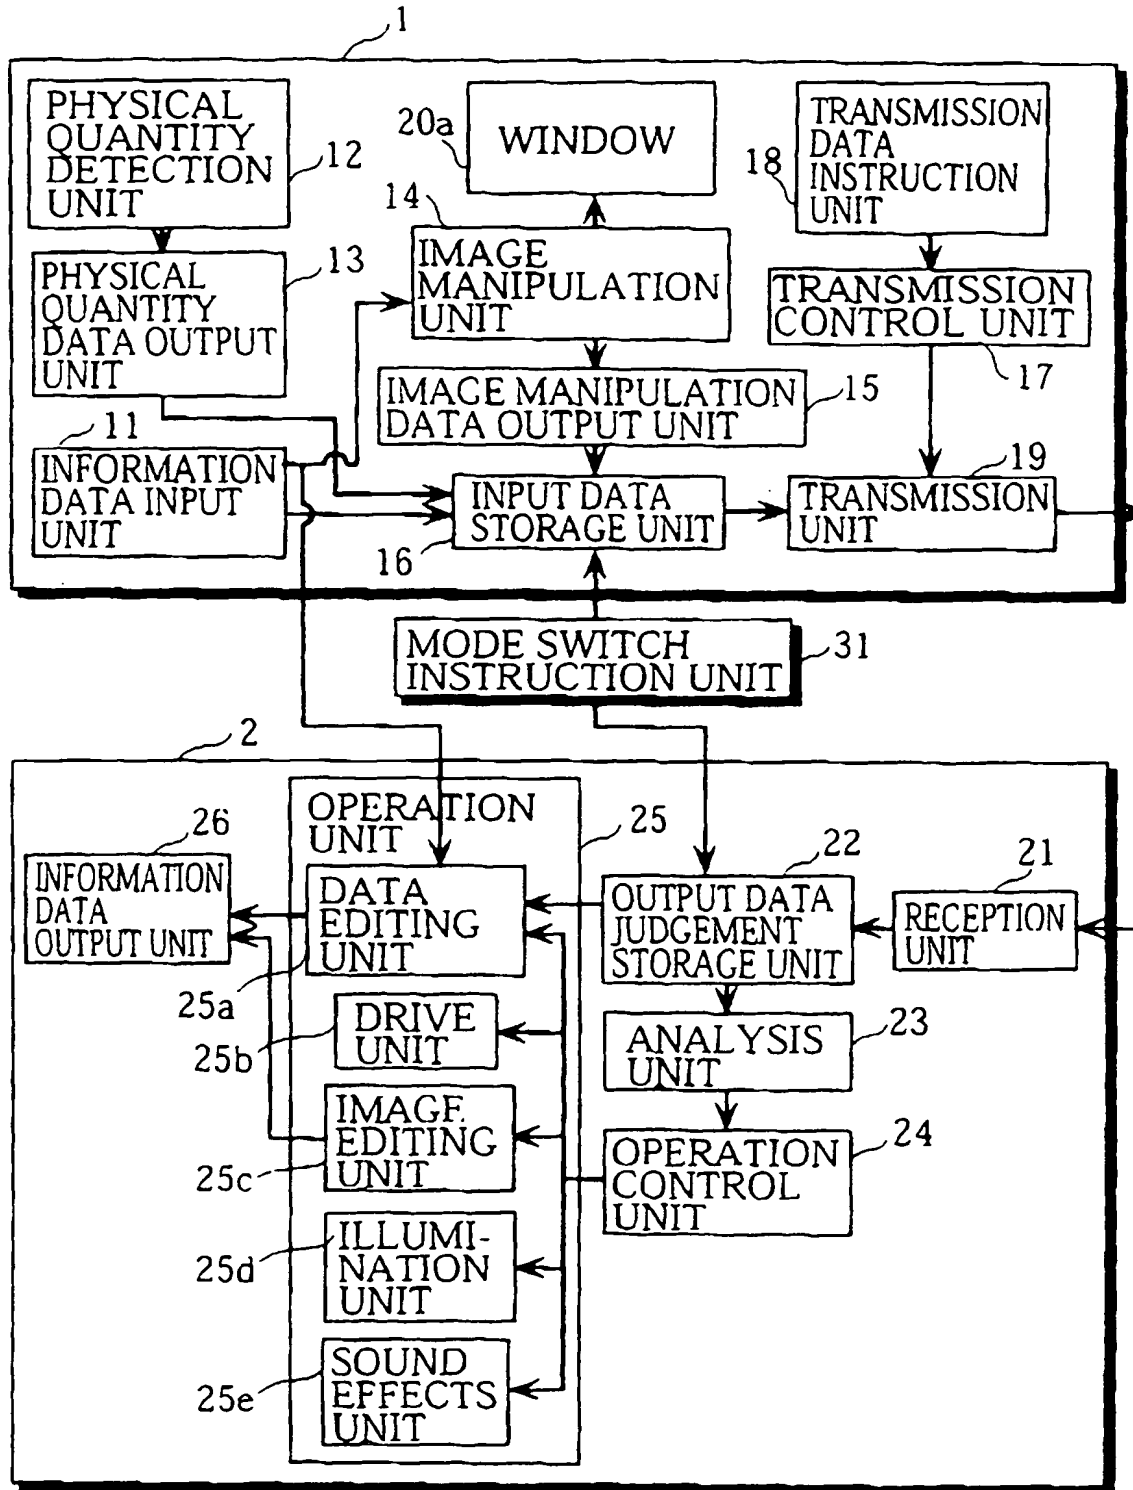 1
PHYSICAL
QUANTITY
DETECTION
UNIT
12
20a
WINDOW
TRANSMISSION
DATA
INSTRUCTION
UNIT
18
14
PHYSICAL
QUANTITY
DATA OUTPUT
UNIT
13
IMAGE
MANIPULATION
UNIT
TRANSMISSION
CONTROL UNIT
17
IMAGE MANIPULATION
DATA OUTPUT UNIT
15
11
INFORMATION
DATA INPUT
UNIT
INPUT DATA
STORAGE UNIT
16
19
TRANSMISSION
UNIT
MODE SWITCH
INSTRUCTION UNIT
31
2
OPERATION
UNIT
25
26
INFORMATION
DATA
OUTPUT UNIT
DATA
EDITING
UNIT
25a
22
OUTPUT DATA
JUDGEMENT
STORAGE UNIT
21
RECEPTION
UNIT
DRIVE
UNIT
25b
ANALYSIS
UNIT
23
IMAGE
EDITING
UNIT
25c
OPERATION
CONTROL
UNIT
24
ILLUMI-
NATION
UNIT
25d
SOUND
EFFECTS
UNIT
25e